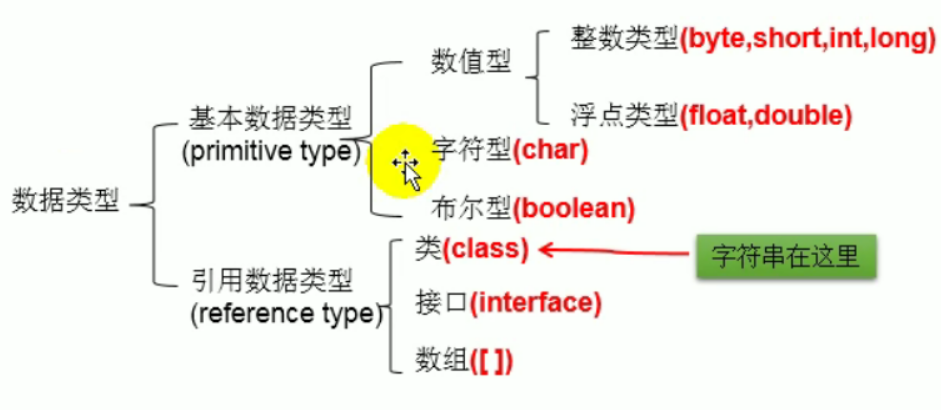 整数类型(byte,short,int,long)
数值型
浮点类型(float,double)
基本数据类型
(primitive type)
字符型(char)
数据类型
布尔型(boolean)
类(class)
字符串在这里
引用数据类型
(reference type)
接口(interface)
数组([ ])